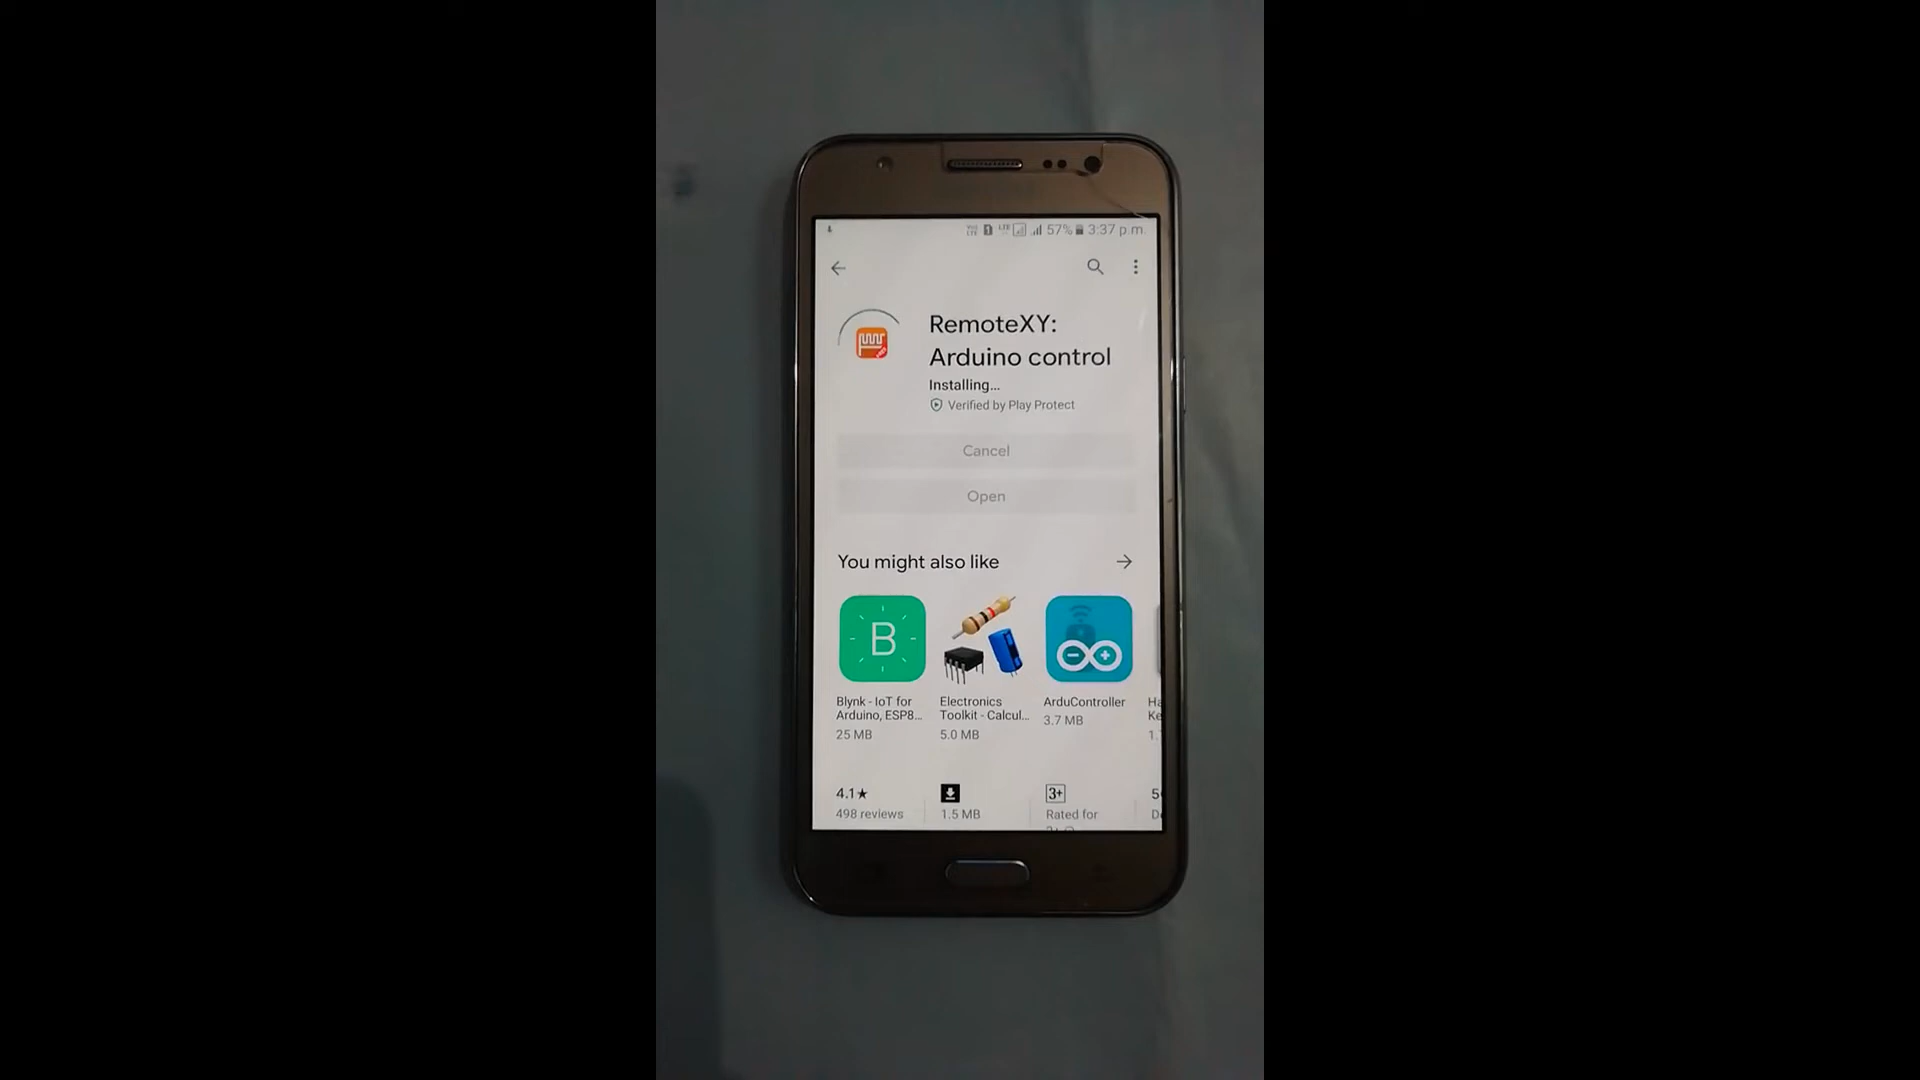 57% 3:37 p.m.
RemoteXY:
Arduino control
Installing...
Verified by Play Protect
Cancel
Open
You might also like
B
Blynk - IoT for
Arduino, ESP8...
25 MB
Electronics
Toolkit - Calcul...
5.0 MB
ArduController
3.7 MB
4.1★
498 reviews
1.5 MB
3+
Rated for